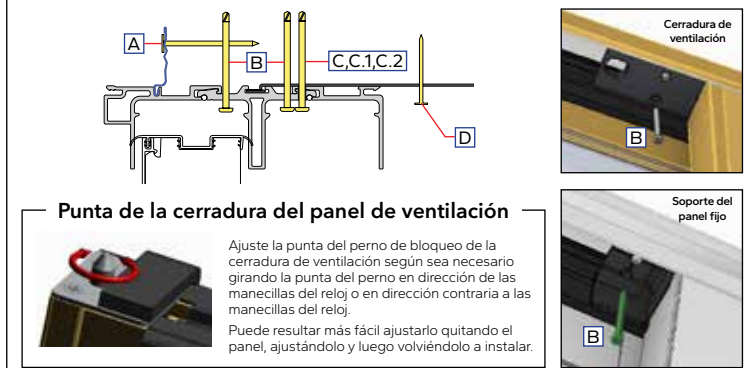 A
B
C,C.1,C.2
D
Cerradura de
ventilación
B
Punta de la cerradura del panel de ventilación
Ajuste la punta del perno de bloqueo de la
cerradura de ventilación según sea necesario
girando la punta del perno en dirección de las
manecillas del reloj o en dirección contraria a las
manecillas del reloj.
Puede resultar más fácil ajustarlo quitando el
panel, ajustándolo y luego volviéndolo a instalar.
Soporte del
panel fijo
B